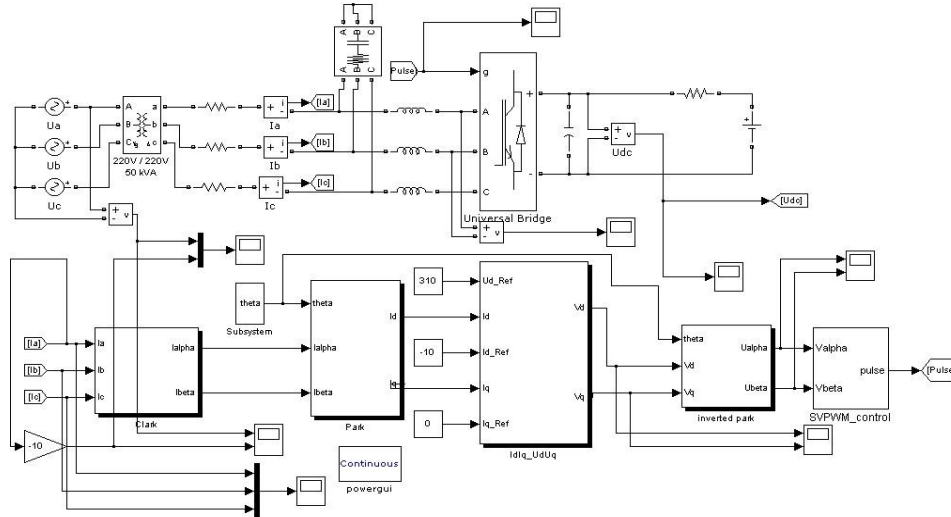 A B C
A B C
[Pulse]
g
A
B
C
+
-
Universal Bridge
Ua
Ub
Uc
A a
B b
C c
220V / 220V
50 kVA
+ i -
Ia
[Ia]
+ i -
Ib
[Ib]
+ i -
Ic
[Ic]
+ v -
Udc
[Udc]
+ v -
+ v -
theta
Subsystem
[Ia]
[Ib]
[Ic]
Ia
Ib
Ic
Ialpha
Ibeta
Clark
-10
theta
Ialpha
Ibeta
Id
Iq
Park
Continuous
powergui
310
-10
0
Ud_Ref
Id
Id_Ref
Iq
Iq_Ref
Vd
Vq
IdIq_UdUq
theta
Vd
Vq
Ualpha
Ubeta
inverted park
Valpha
Vbeta
pulse
SVPWM_control
[Pulse